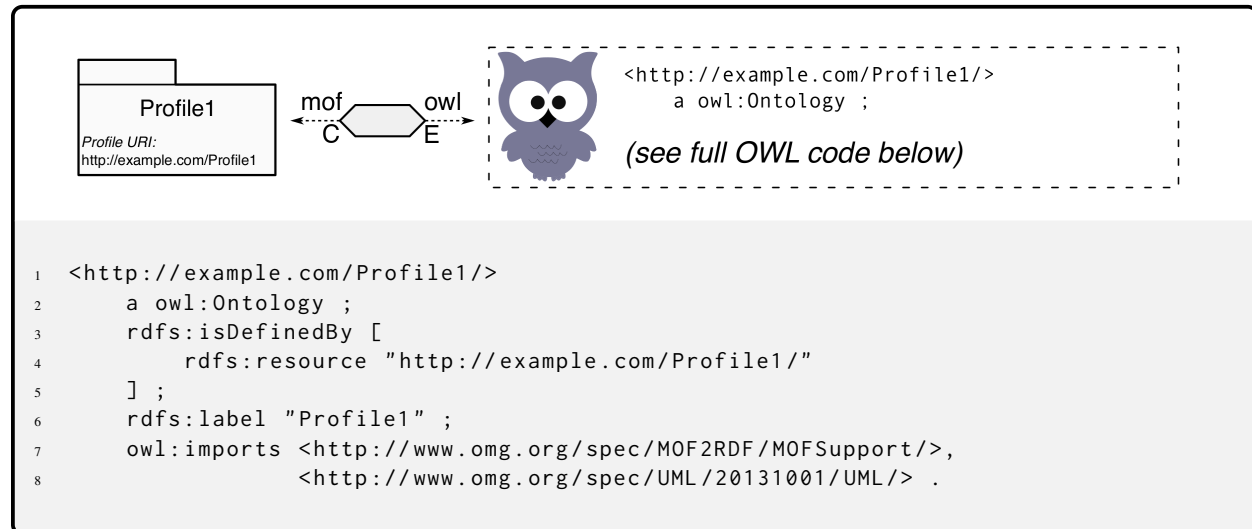 Profile1
Profile URI:
http://example.com/Profile1
mof owl
C E
<http://example.com/Profile1/>
    a owl:Ontology ;
(see full OWL code below)
1 <http://example.com/Profile1/>
2     a owl:Ontology ;
3     rdfs:isDefinedBy [
4         rdfs:resource "http://example.com/Profile1/"
5     ] ;
6     rdfs:label "Profile1" ;
7     owl:imports <http://www.omg.org/spec/MOF2RDF/MOFSupport/>,
8                 <http://www.omg.org/spec/UML/20131001/UML/> .